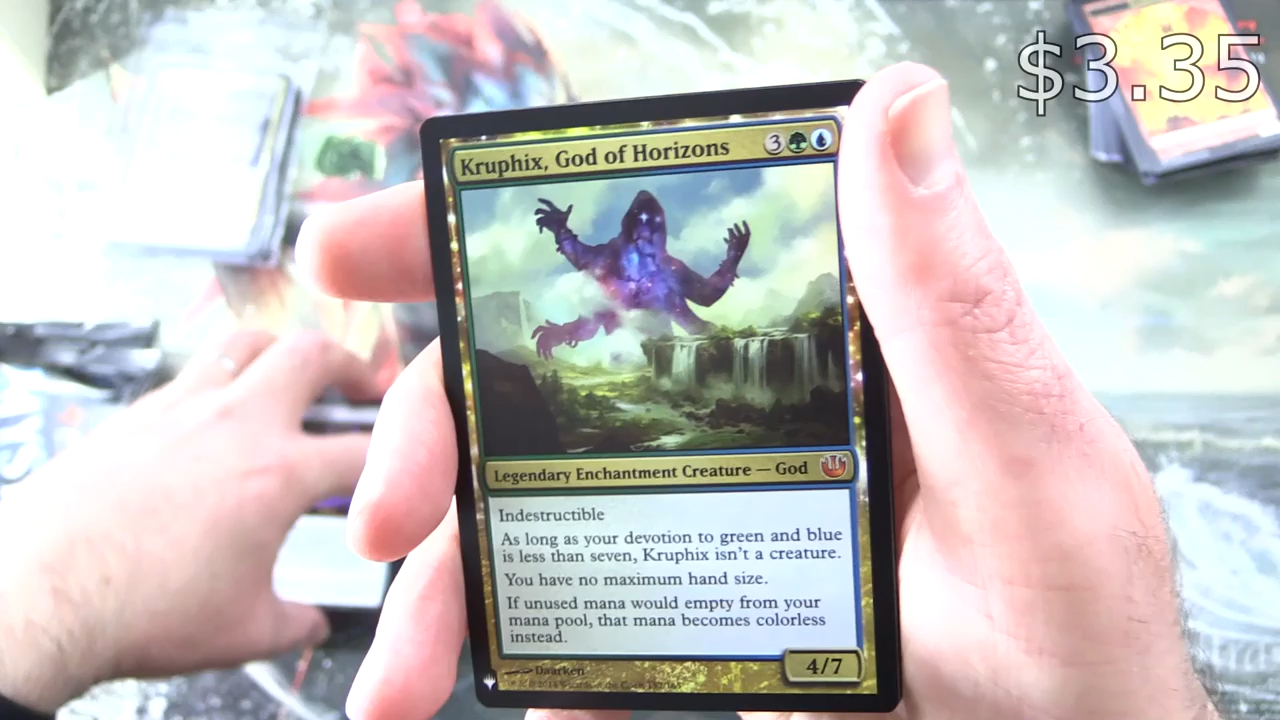 $3.35
Kruphix, God of Horizons 3
Legendary Enchantment Creature — God
Indestructible
As long as your devotion to green and blue
is less than seven, Kruphix isn't a creature.
You have no maximum hand size.
If unused mana would empty from your
mana pool, that mana becomes colorless
instead.
4/7
Daarken